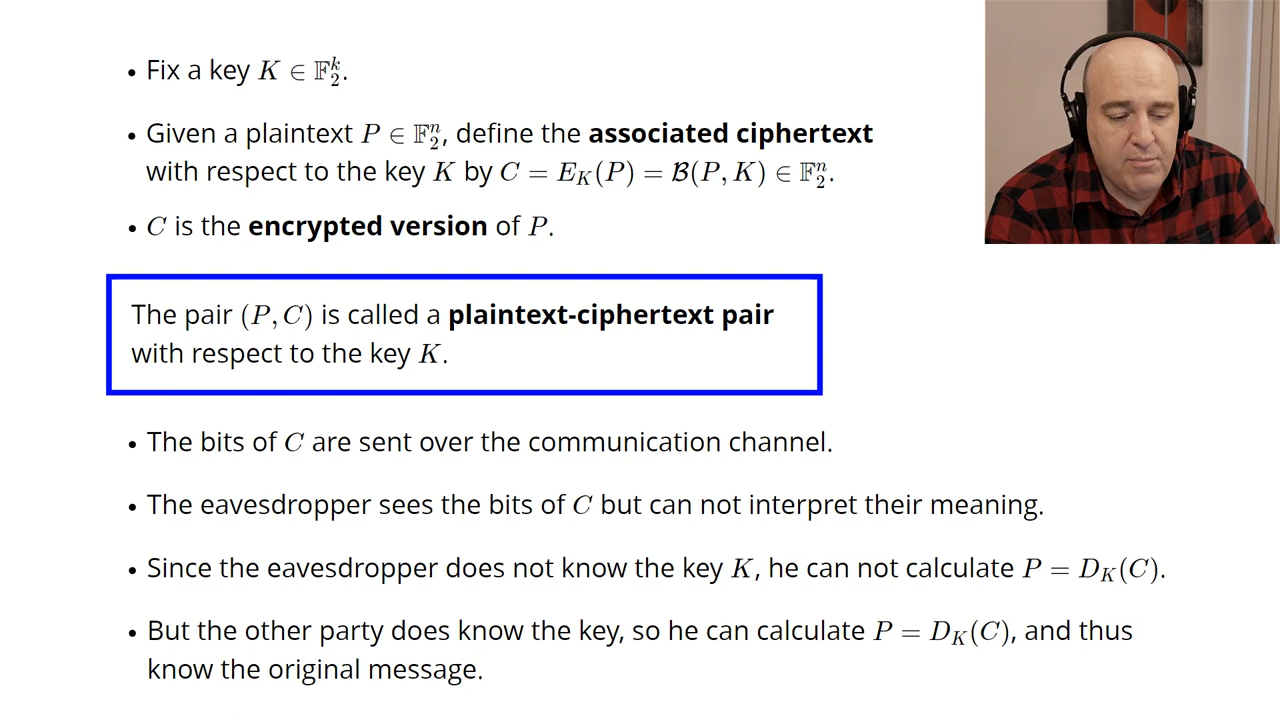 • Fix a key K ∈ 𝔽₂ᵏ.
• Given a plaintext P ∈ 𝔽₂ⁿ, define the associated ciphertext
with respect to the key K by C = E_K(P) = ℬ(P, K) ∈ 𝔽₂ⁿ.
• C is the encrypted version of P.
The pair (P, C) is called a plaintext-ciphertext pair
with respect to the key K.
• The bits of C are sent over the communication channel.
• The eavesdropper sees the bits of C but can not interpret their meaning.
• Since the eavesdropper does not know the key K, he can not calculate P = D_K(C).
• But the other party does know the key, so he can calculate P = D_K(C), and thus
know the original message.